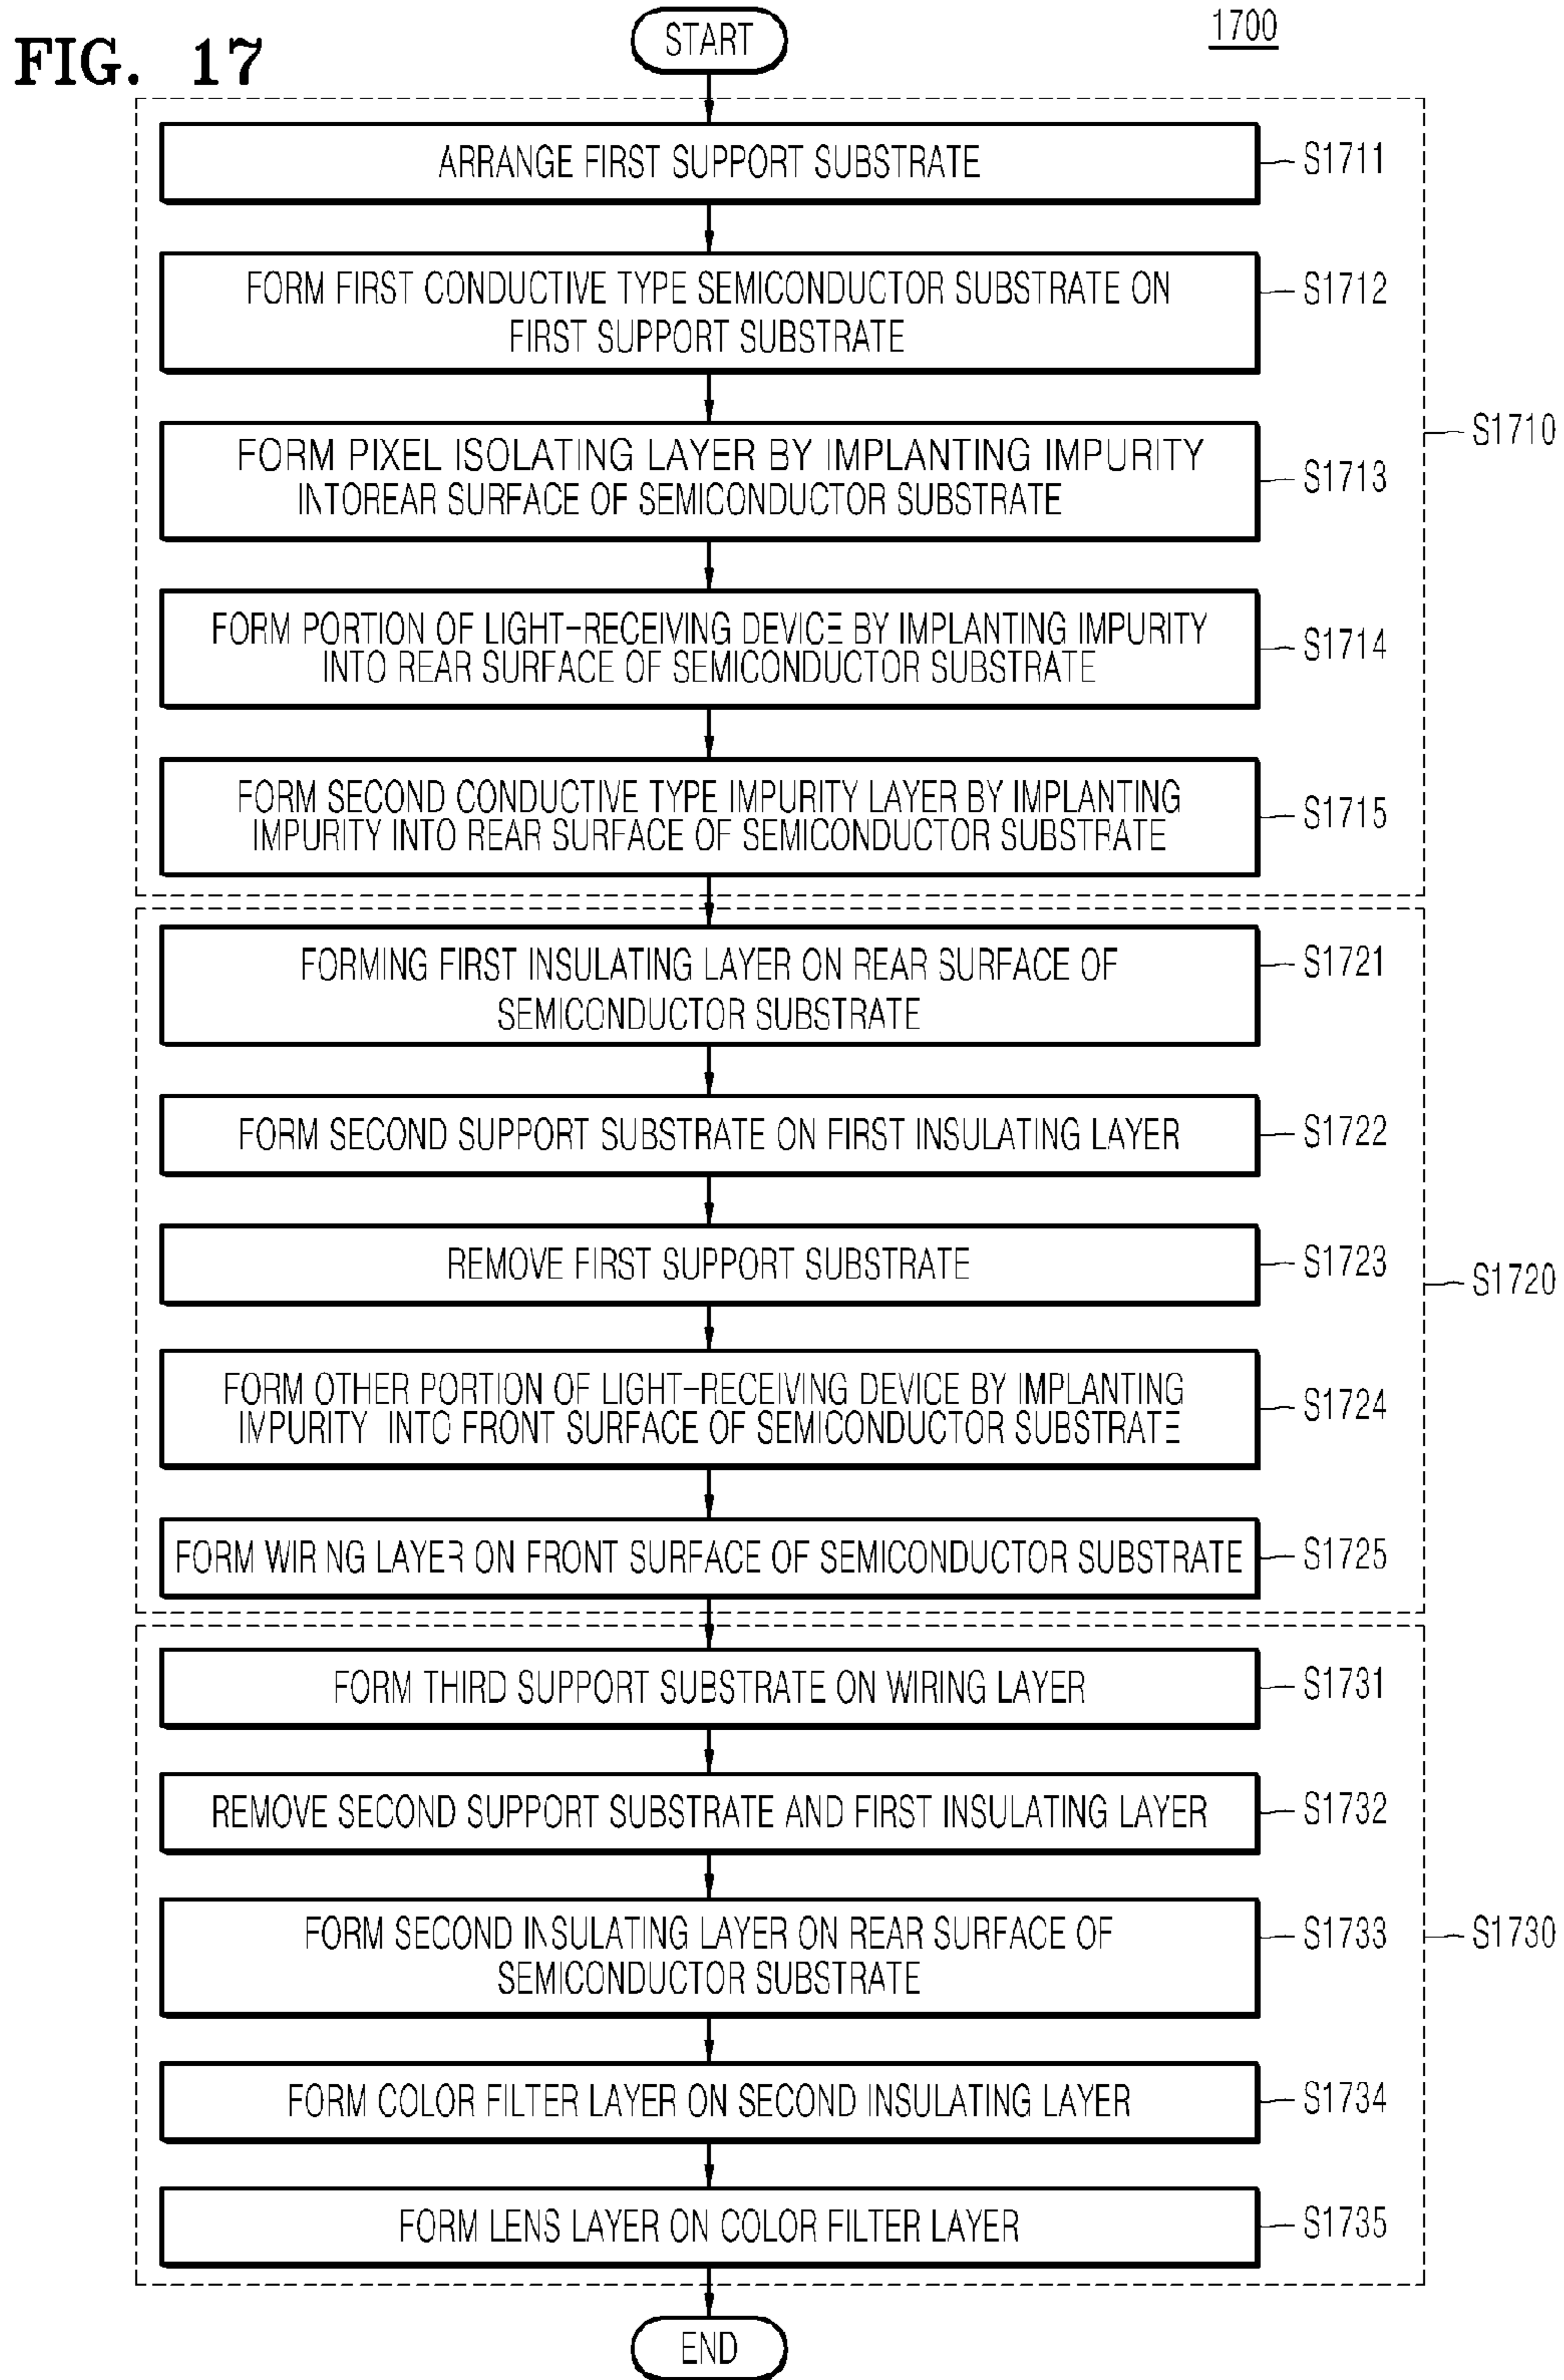 FIG. 17
1700
START
ARRANGE FIRST SUPPORT SUBSTRATE
S1711
FORM FIRST CONDUCTIVE TYPE SEMICONDUCTOR SUBSTRATE ON
FIRST SUPPORT SUBSTRATE
S1712
FORM PIXEL ISOLATING LAYER BY IMPLANTING IMPURITY
INTOREAR SURFACE OF SEMICONDUCTOR SUBSTRATE
S1713
S1710
FORM PORTION OF LIGHT-RECEIVING DEVICE BY IMPLANTING IMPURITY
INTO REAR SURFACE OF SEMICONDUCTOR SUBSTRATE
S1714
FORM SECOND CONDUCTIVE TYPE IMPURITY LAYER BY IMPLANTING
IMPURITY INTO REAR SURFACE OF SEMICONDUCTOR SUBSTRATE
S1715
FORMING FIRST INSULATING LAYER ON REAR SURFACE OF
SEMICONDUCTOR SUBSTRATE
S1721
FORM SECOND SUPPORT SUBSTRATE ON FIRST INSULATING LAYER
S1722
REMOVE FIRST SUPPORT SUBSTRATE
S1723
S1720
FORM OTHER PORTION OF LIGHT-RECEIVING DEVICE BY IMPLANTING
IMPURITY INTO FRONT SURFACE OF SEMICONDUCTOR SUBSTRATE
S1724
FORM WIRING LAYER ON FRONT SURFACE OF SEMICONDUCTOR SUBSTRATE
S1725
FORM THIRD SUPPORT SUBSTRATE ON WIRING LAYER
S1731
REMOVE SECOND SUPPORT SUBSTRATE AND FIRST INSULATING LAYER
S1732
FORM SECOND INSULATING LAYER ON REAR SURFACE OF
SEMICONDUCTOR SUBSTRATE
S1733
S1730
FORM COLOR FILTER LAYER ON SECOND INSULATING LAYER
S1734
FORM LENS LAYER ON COLOR FILTER LAYER
S1735
END